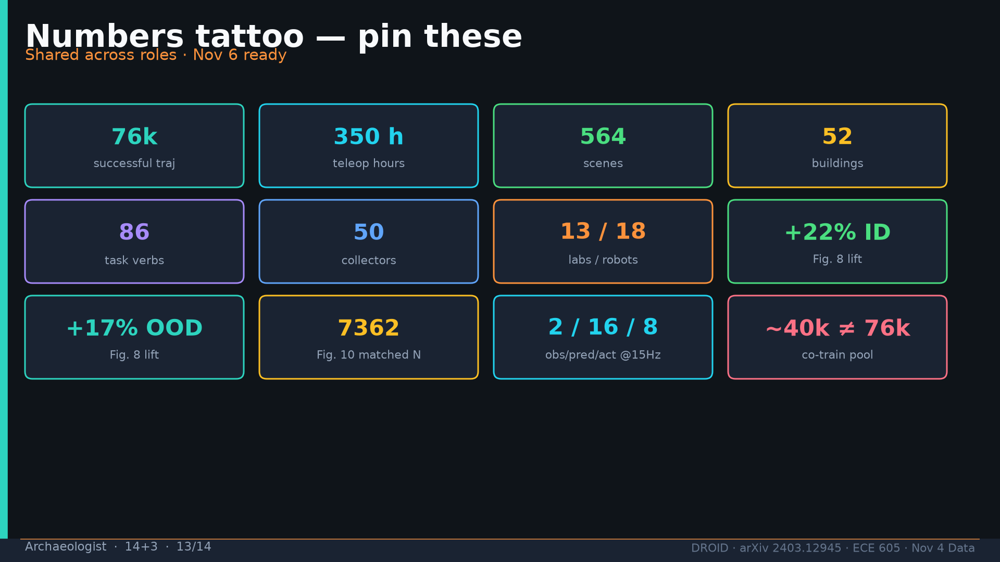 Numbers tattoo — pin these
Shared across roles · Nov 6 ready
76k
successful traj
350 h
teleop hours
564
scenes
52
buildings
86
task verbs
50
collectors
13 / 18
labs / robots
+22% ID
Fig. 8 lift
+17% OOD
Fig. 8 lift
7362
Fig. 10 matched N
2 / 16 / 8
obs/pred/act @15Hz
~40k ≠ 76k
co-train pool
Archaeologist · 14+3 · 13/14
DROID · arXiv 2403.12945 · ECE 605 · Nov 4 Data